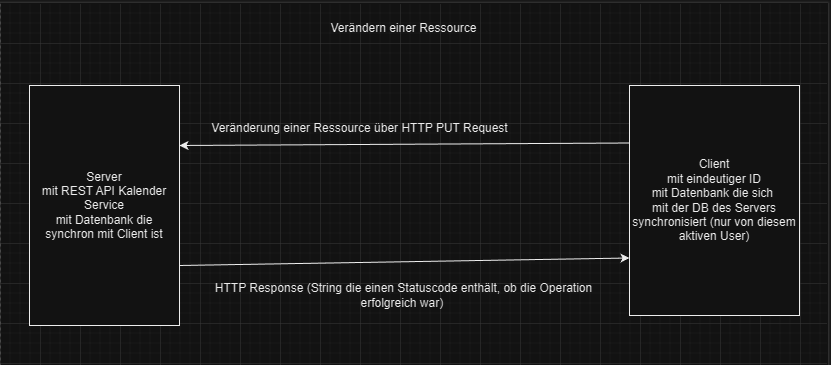 Verändern einer Ressource
Veränderung einer Ressource über HTTP PUT Request
Server
mit REST API Kalender
Service
mit Datenbank die
synchron mit Client ist
Client
mit eindeutiger ID
mit Datenbank die sich
mit der DB des Servers
synchronisiert (nur von diesem
aktiven User)
HTTP Response (String die einen Statuscode enthält, ob die Operation
erfolgreich war)